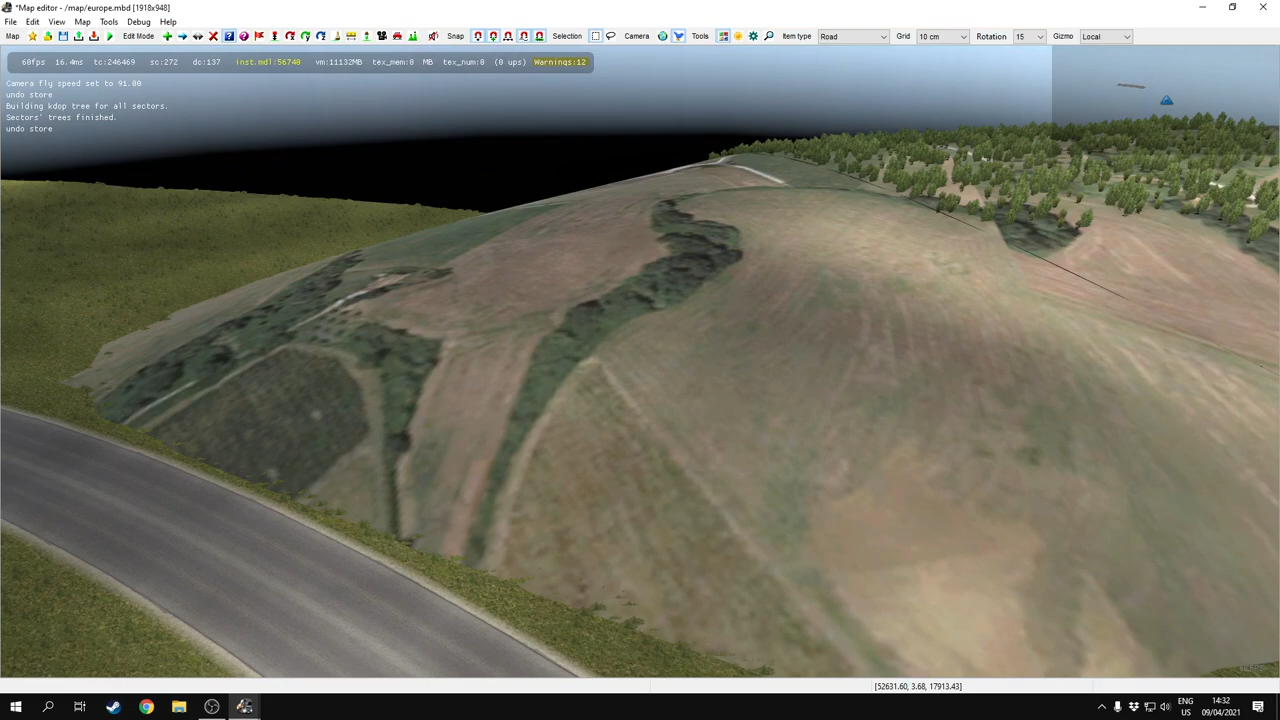 *Map editor - /map/europe.mbd [1918x948]
File Edit View Map Tools Debug Help
Map Edit Mode Snap Selection Camera Tools Item type Road Grid 10 cm Rotation 15 Gizmo Local
60fps 16.4ms tc:246469 sc:272 dc:137 inst.mdl:56740 vm:11132MB tex_mem:0 MB tex_num:0 (0 ups) Warnings:12
Camera fly speed set to 91.00
undo store
Building kdop tree for all sectors.
Sectors' trees finished.
undo store
[52631.60, 3.68, 17913.43]
ENG
US
14:32
09/04/2021